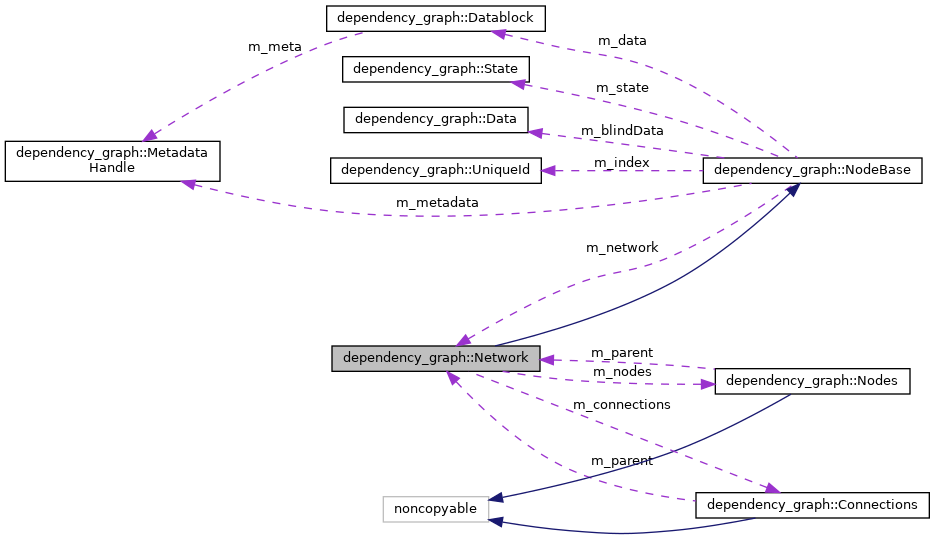 dependency_graph::Datablock
m_meta
m_data
dependency_graph::State
m_state
dependency_graph::Data
m_blindData
dependency_graph::Metadata
Handle
dependency_graph::UniqueId
m_index
dependency_graph::NodeBase
m_metadata
m_network
dependency_graph::Network
m_parent
m_nodes
dependency_graph::Nodes
m_connections
m_parent
noncopyable
dependency_graph::Connections